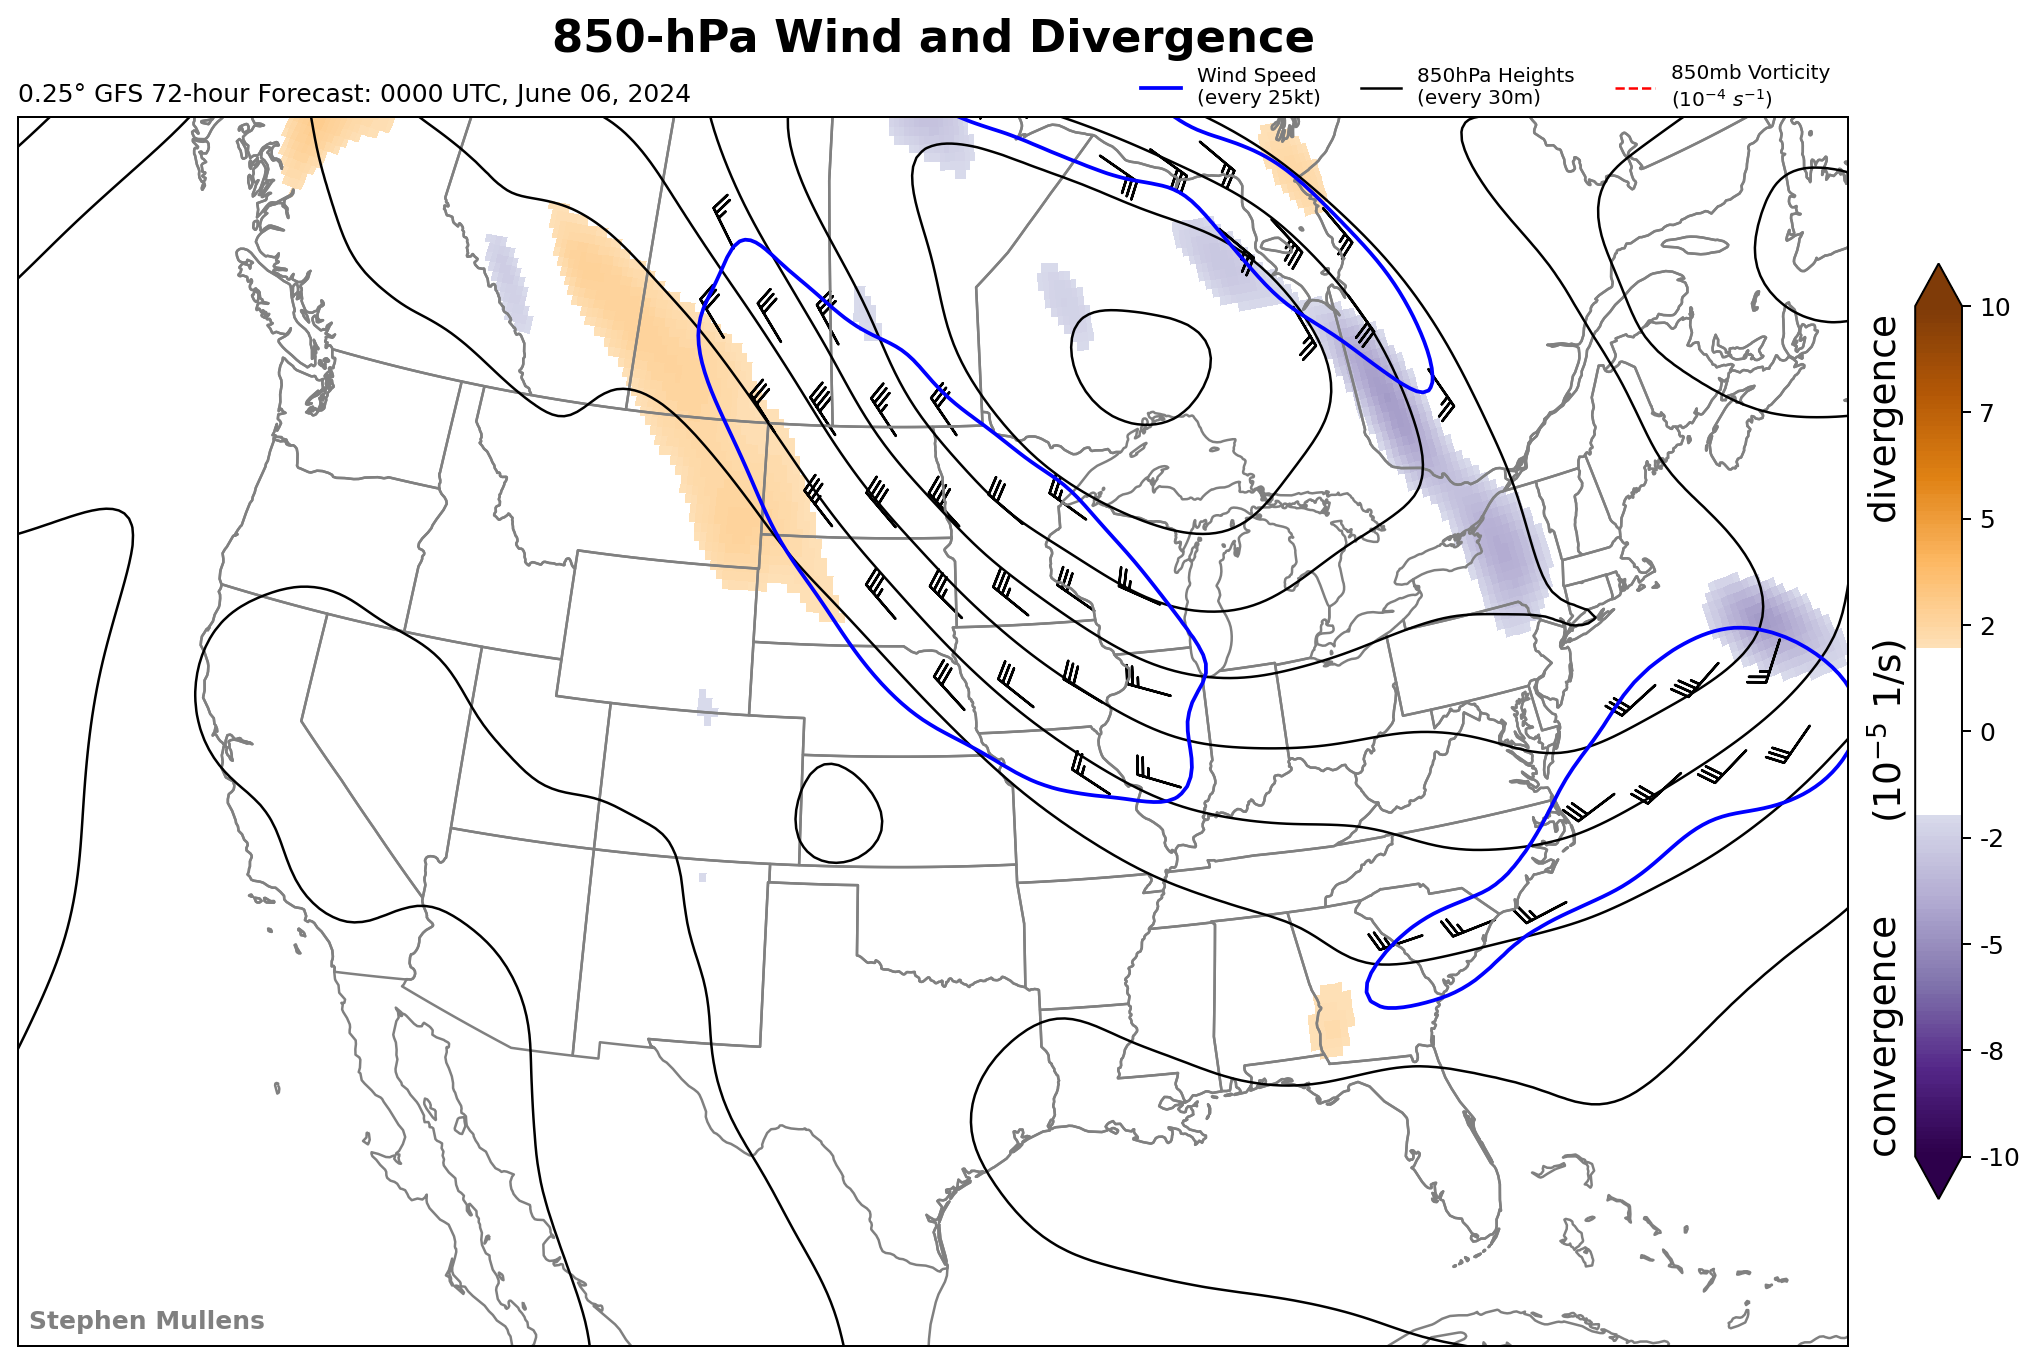 850-hPa Wind and Divergence
0.25° GFS 72-hour Forecast: 0000 UTC, June 06, 2024
Wind Speed
(every 25kt)
850hPa Heights
(every 30m)
850mb Vorticity
(10⁻⁴ s⁻¹)
10
7
5
2
0
-2
-5
-8
-10
convergence (10⁻⁵ 1/s) divergence
Stephen Mullens